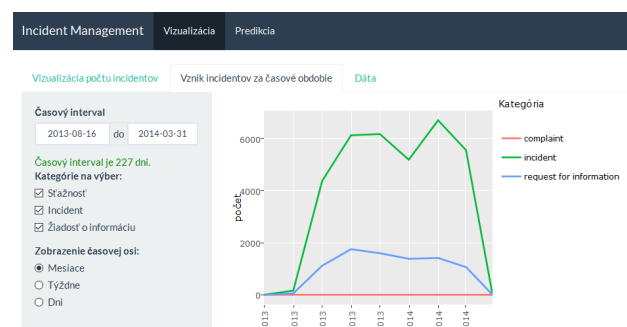 Incident Management Vizualizácia Predikcia
Vizualizácia počtu incidentov Vznik incidentov za časové obdobie Dáta
Časový interval
2013-08-16 do 2014-03-31
Časový interval je 227 dni.
Kategórie na výber:
Sťažnosť
Incident
Žiadosť o informáciu
Zobrazenie časovej osi:
Mesiace
Týždne
Dni
počet
6000
4000
2000
0
013
013
013
013
014
014
014
014
Kategória
complaint
incident
request for information